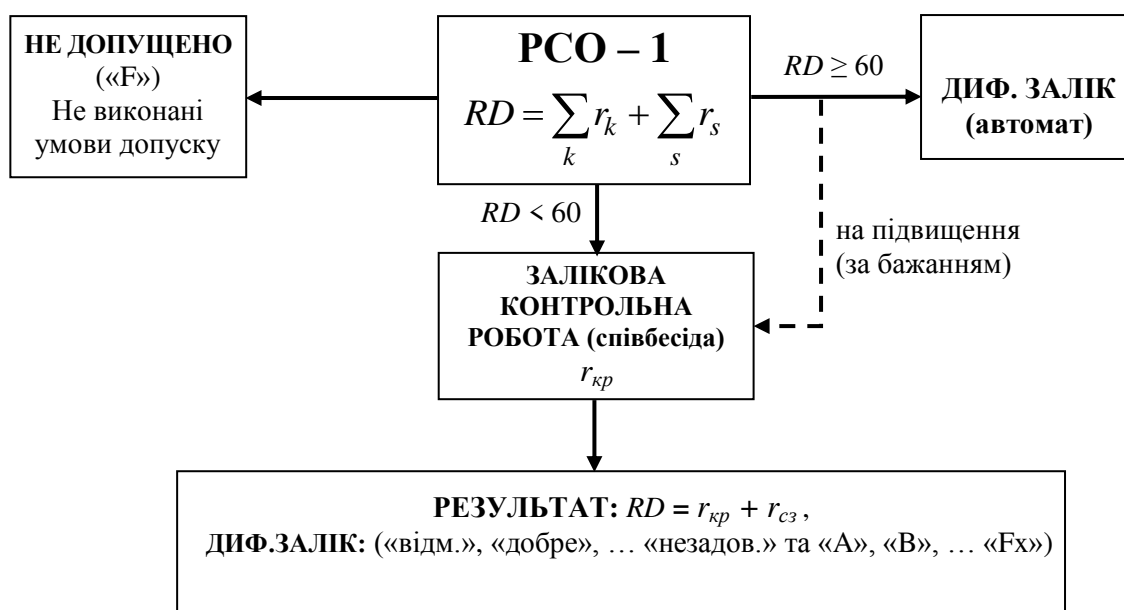 НЕ ДОПУЩЕНО
(«F»)
Не виконані
умови допуску
РСО – 1
RD = ∑ r_k + ∑ r_s
k s
RD ≥ 60
ДИФ. ЗАЛІК
(автомат)
RD < 60
на підвищення
(за бажанням)
ЗАЛІКОВА
КОНТРОЛЬНА
РОБОТА (співбесіда)
r_кр
РЕЗУЛЬТАТ: RD = r_кр + r_сз ,
ДИФ.ЗАЛІК: («відм.», «добре», … «незадов.» та «А», «В», … «Fx»)